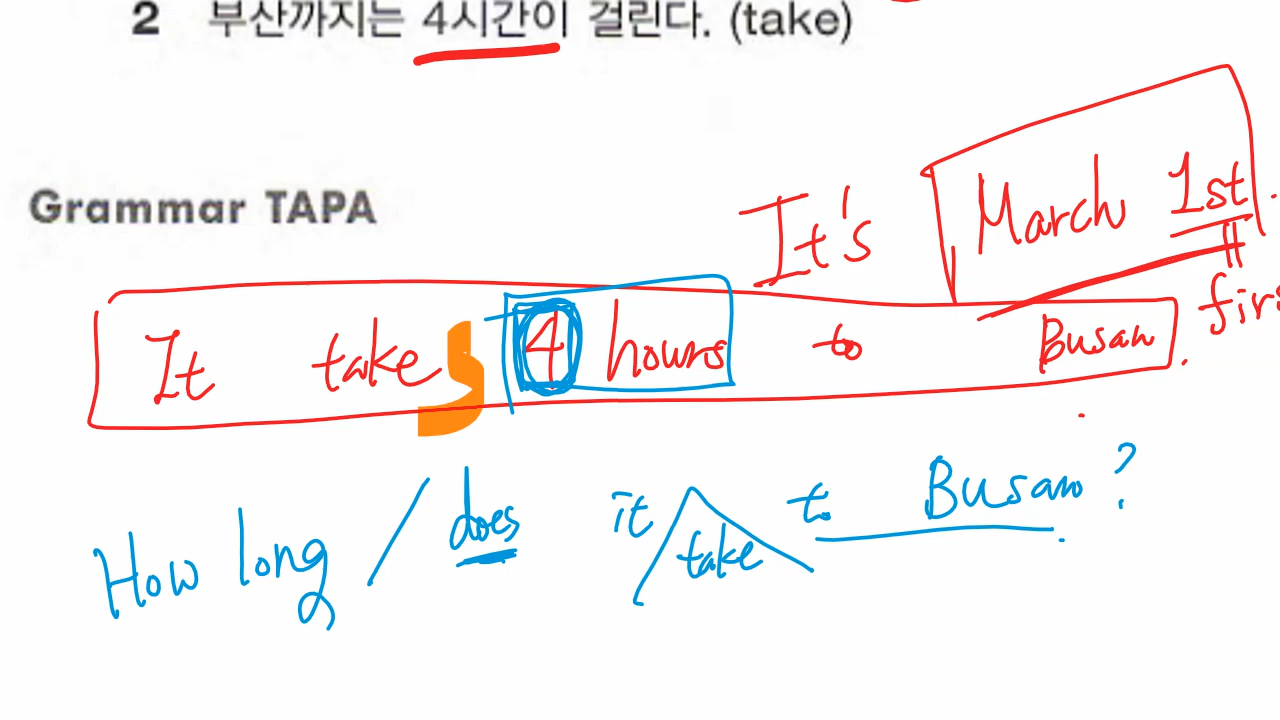 2 부산까지는 4시간이 걸린다. (take)
Grammar TAPA
It's March 1st.
firs
It takes 4 hours to Busan.
How long / does it take to Busan?